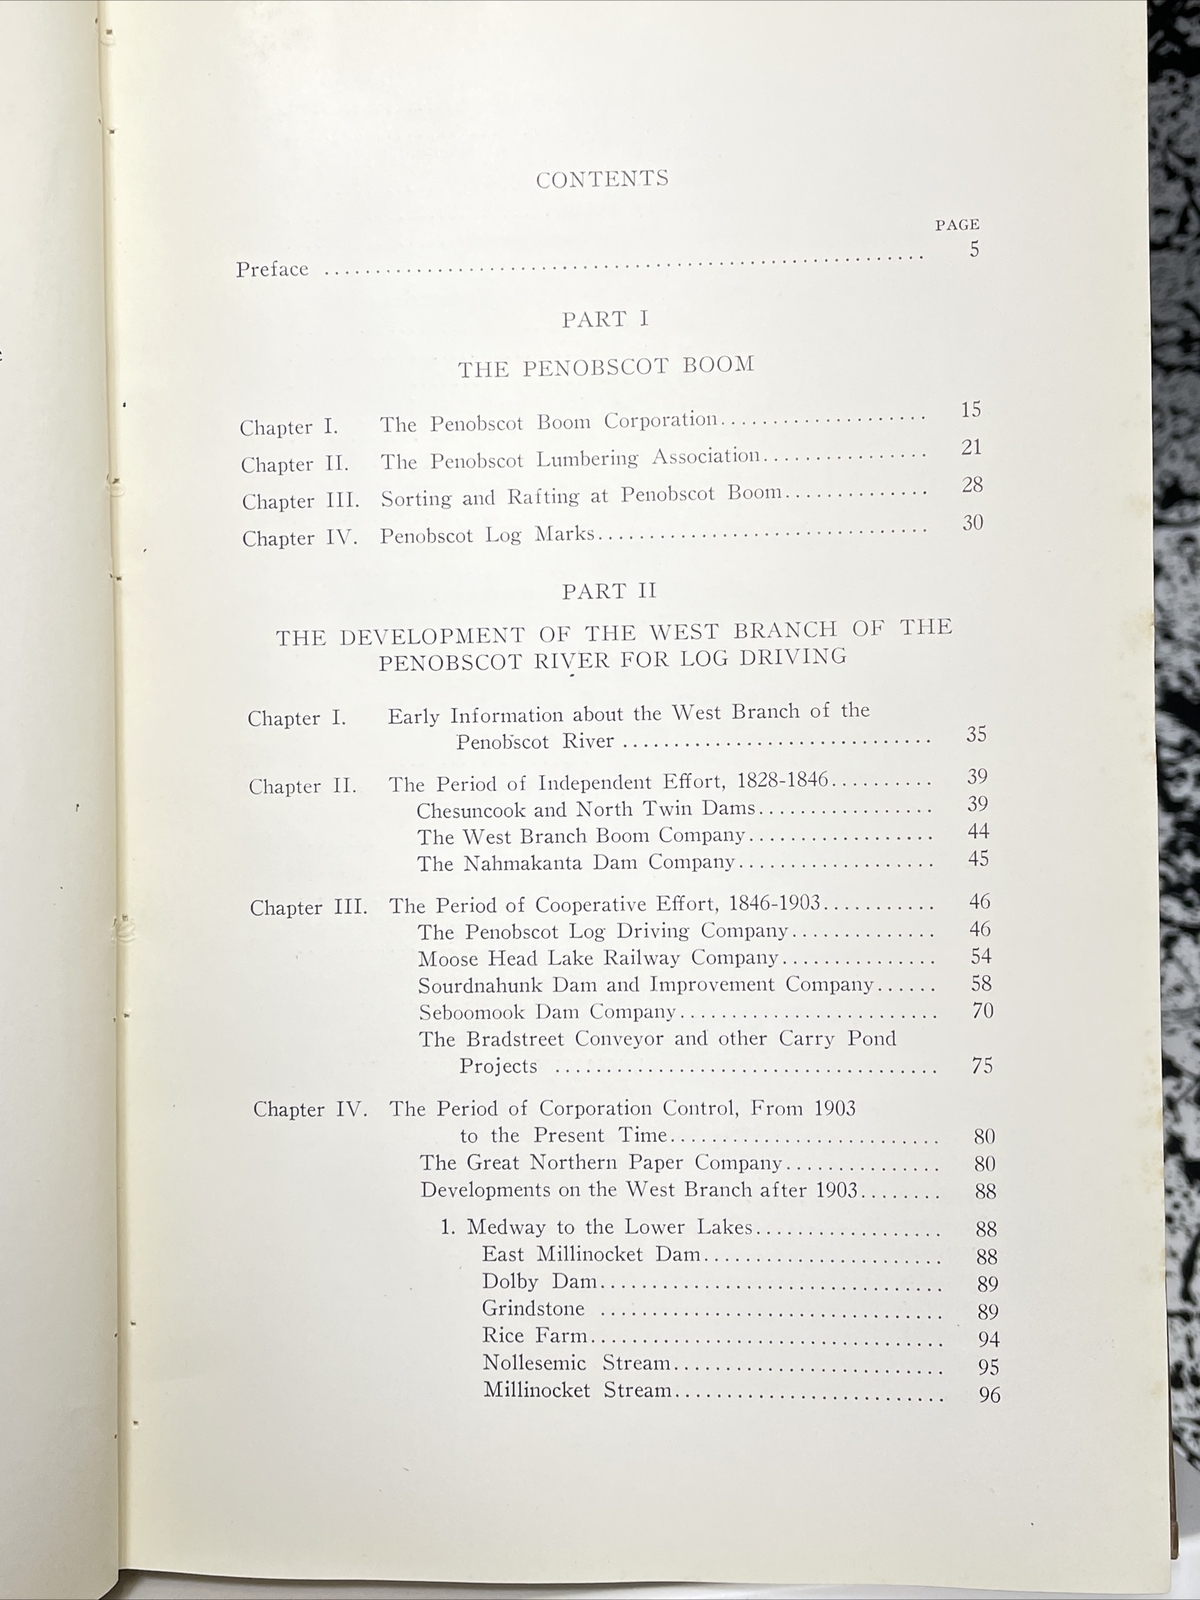 CONTENTS
PAGE
Preface ........................................................ 5
PART I
THE PENOBSCOT BOOM
Chapter I. The Penobscot Boom Corporation.................... 15
Chapter II. The Penobscot Lumbering Association................ 21
Chapter III. Sorting and Rafting at Penobscot Boom.............. 28
Chapter IV. Penobscot Log Marks................................ 30
PART II
THE DEVELOPMENT OF THE WEST BRANCH OF THE
PENOBSCOT RIVER FOR LOG DRIVING
Chapter I. Early Information about the West Branch of the
Penobscot River .............................. 35
Chapter II. The Period of Independent Effort, 1828-1846.......... 39
Chesuncook and North Twin Dams................. 39
The West Branch Boom Company.................. 44
The Nahmakanta Dam Company................... 45
Chapter III. The Period of Cooperative Effort, 1846-1903........... 46
The Penobscot Log Driving Company.............. 46
Moose Head Lake Railway Company............... 54
Sourdnahunk Dam and Improvement Company...... 58
Seboomook Dam Company......................... 70
The Bradstreet Conveyor and other Carry Pond
Projects ..................................... 75
Chapter IV. The Period of Corporation Control, From 1903
to the Present Time.......................... 80
The Great Northern Paper Company............... 80
Developments on the West Branch after 1903........ 88
1. Medway to the Lower Lakes................... 88
East Millinocket Dam....................... 88
Dolby Dam................................. 89
Grindstone ................................. 89
Rice Farm.................................. 94
Nollesemic Stream.......................... 95
Millinocket Stream.......................... 96